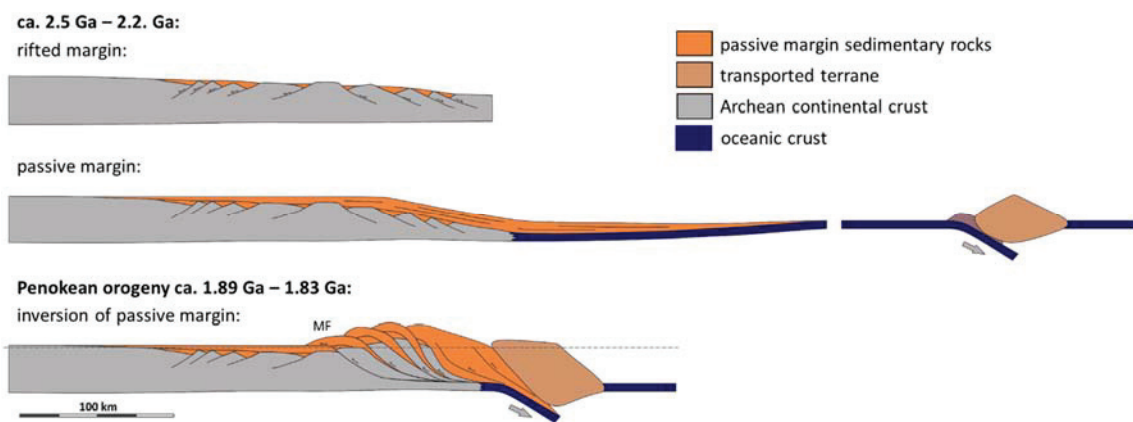 ca. 2.5 Ga – 2.2. Ga:
rifted margin:
passive margin sedimentary rocks
transported terrane
Archean continental crust
oceanic crust
passive margin:
Penokean orogeny ca. 1.89 Ga – 1.83 Ga:
inversion of passive margin:
MF
100 km